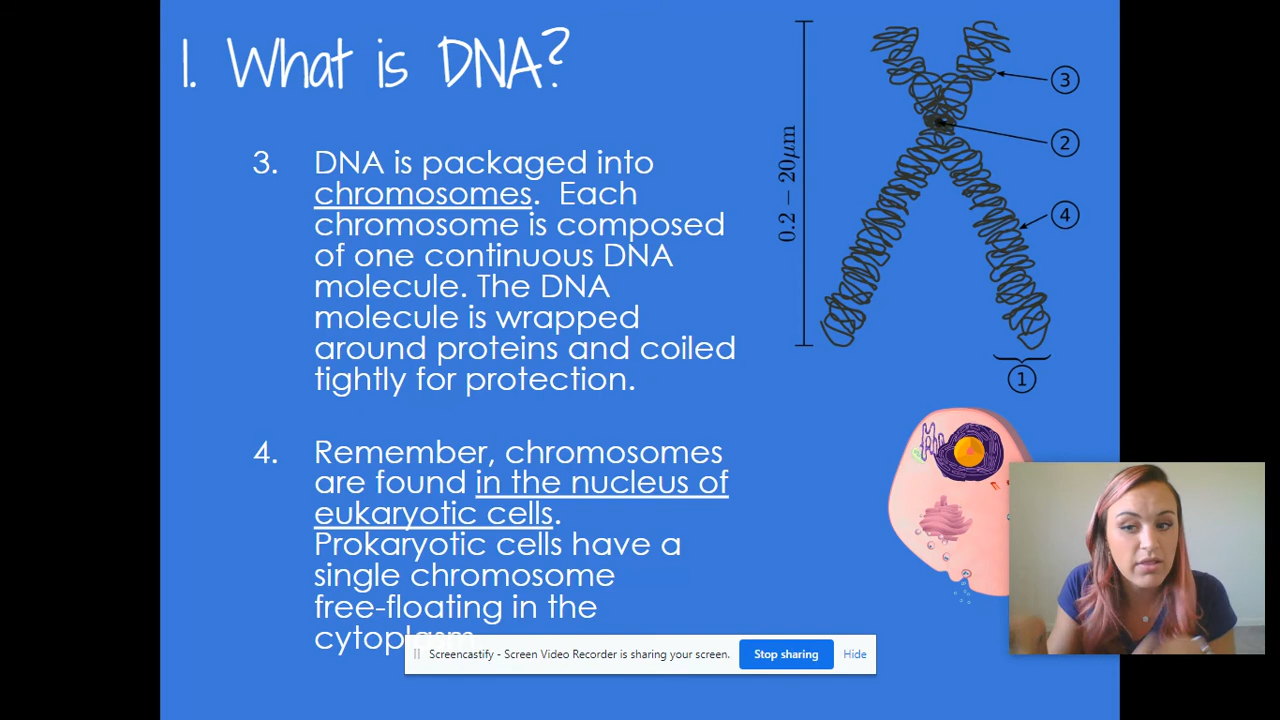 1. What is DNA?
3. DNA is packaged into
chromosomes. Each
chromosome is composed
of one continuous DNA
molecule. The DNA
molecule is wrapped
around proteins and coiled
tightly for protection.
4. Remember, chromosomes
are found in the nucleus of
eukaryotic cells.
Prokaryotic cells have a
single chromosome
free-floating in the
cytoplasm
0.2 – 20μm
3
2
4
1
Screencastify - Screen Video Recorder is sharing your screen.
Stop sharing
Hide